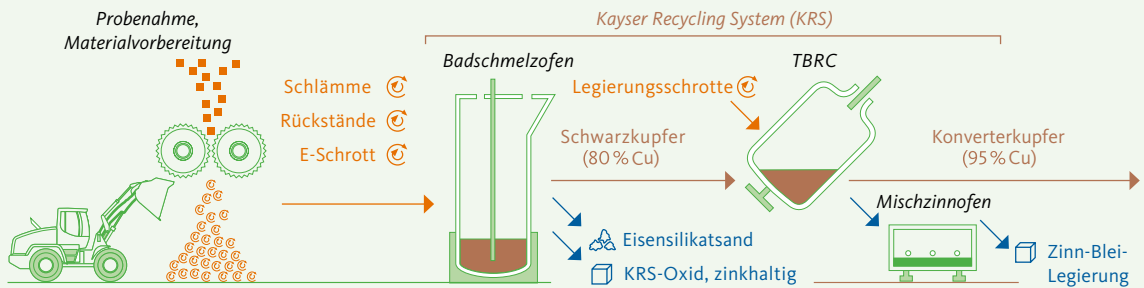 Probenahme,
Materialvorbereitung
Kayser Recycling System (KRS)
Schlämme
Rückstände
E-Schrott
Badschmelzofen
Schwarzkupfer
(80 % Cu)
Eisensilikatsand
KRS-Oxid, zinkhaltig
TBRC
Legierungsschrotte
Konverterkupfer
(95 % Cu)
Mischzinnofen
Zinn-Blei-
Legierung